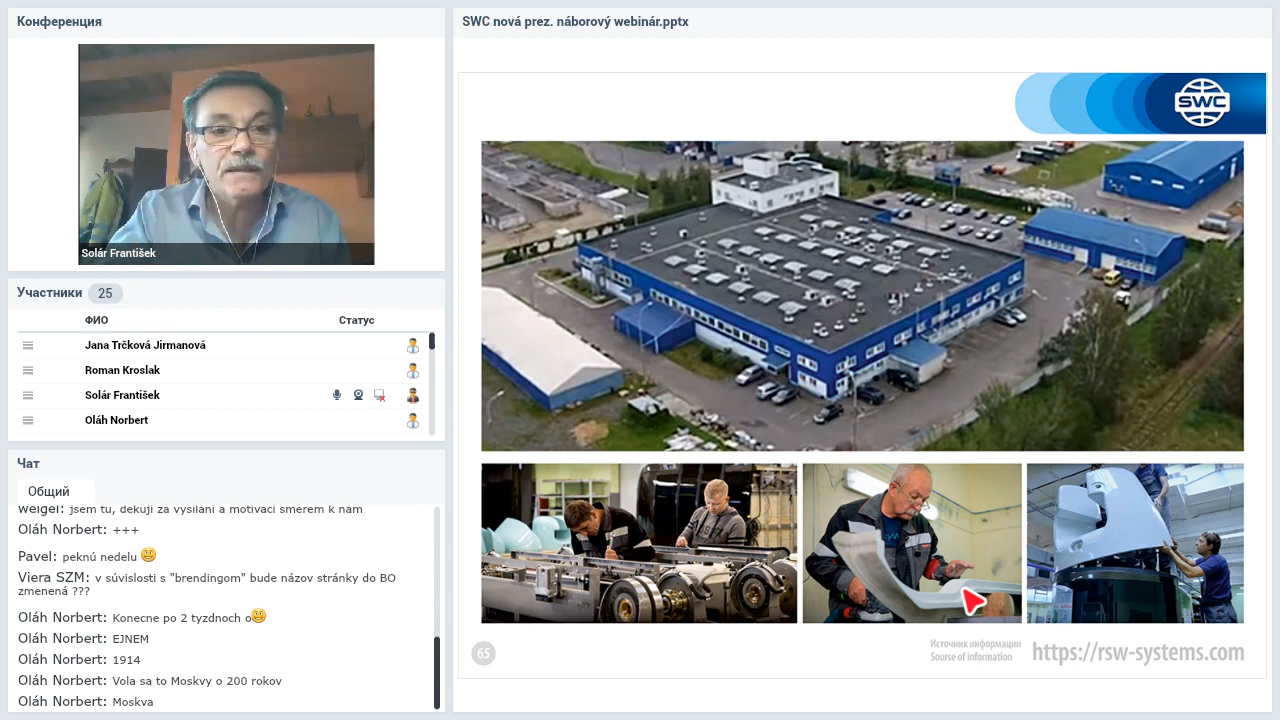 Конференция
Solár František
Участники 25
ФИО Статус
Jana Trčková Jirmanová
Roman Kroslak
Solár František
Oláh Norbert
Чат
Общий
weigel: jsem tu, dekuji za vysílání a motivaci směrem k nám
Oláh Norbert: +++
Pavel: peknú nedelu
Viera SZM: v súvislosti s "brendingom" bude názov stránky do BO
zmenená ???
Oláh Norbert: Konecne po 2 tyzdnoch o
Oláh Norbert: EJNEM
Oláh Norbert: 1914
Oláh Norbert: Vola sa to Moskvy o 200 rokov
Oláh Norbert: Moskva
SWC nová prez. náborový webinár.pptx
SWC
65
Источник информации
Sourse of information
https://rsw-systems.com